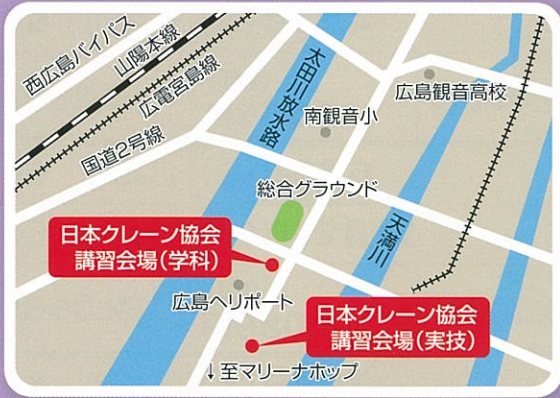 西広島バイパス
山陽本線
広電宮島線
国道2号線
太田川放水路
南観音小
広島観音高校
総合グラウンド
天満川
日本クレーン協会
講習会場(学科)
広島ヘリポート
日本クレーン協会
講習会場(実技)
↓至マリーナホップ